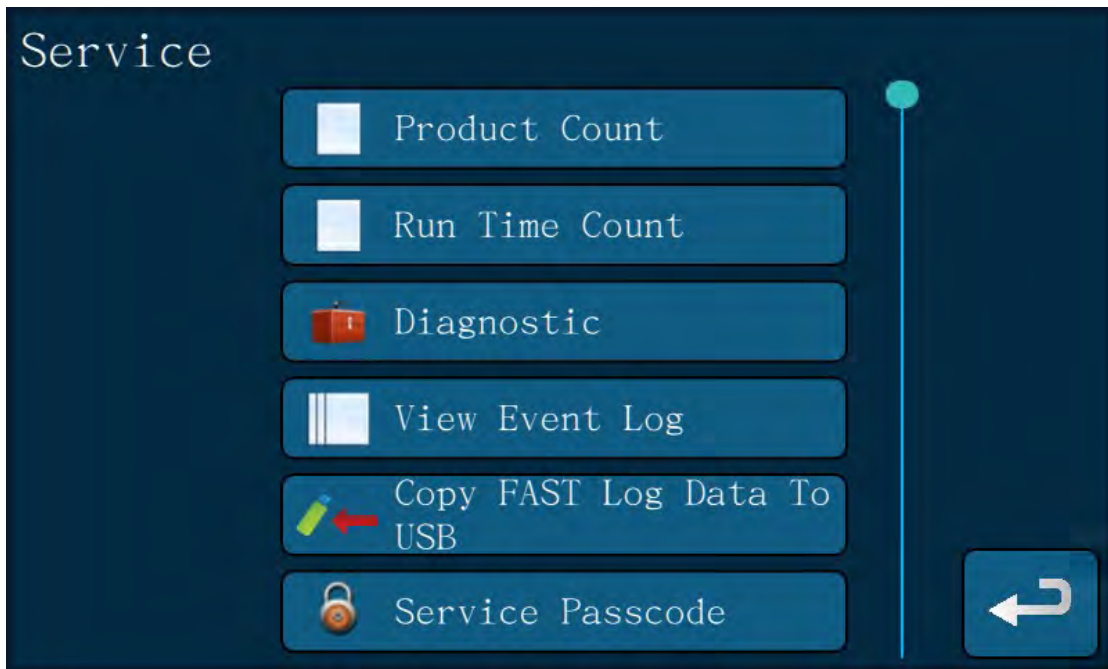 Service
Product Count
Run Time Count
Diagnostic
View Event Log
Copy FAST Log Data To
USB
Service Passcode